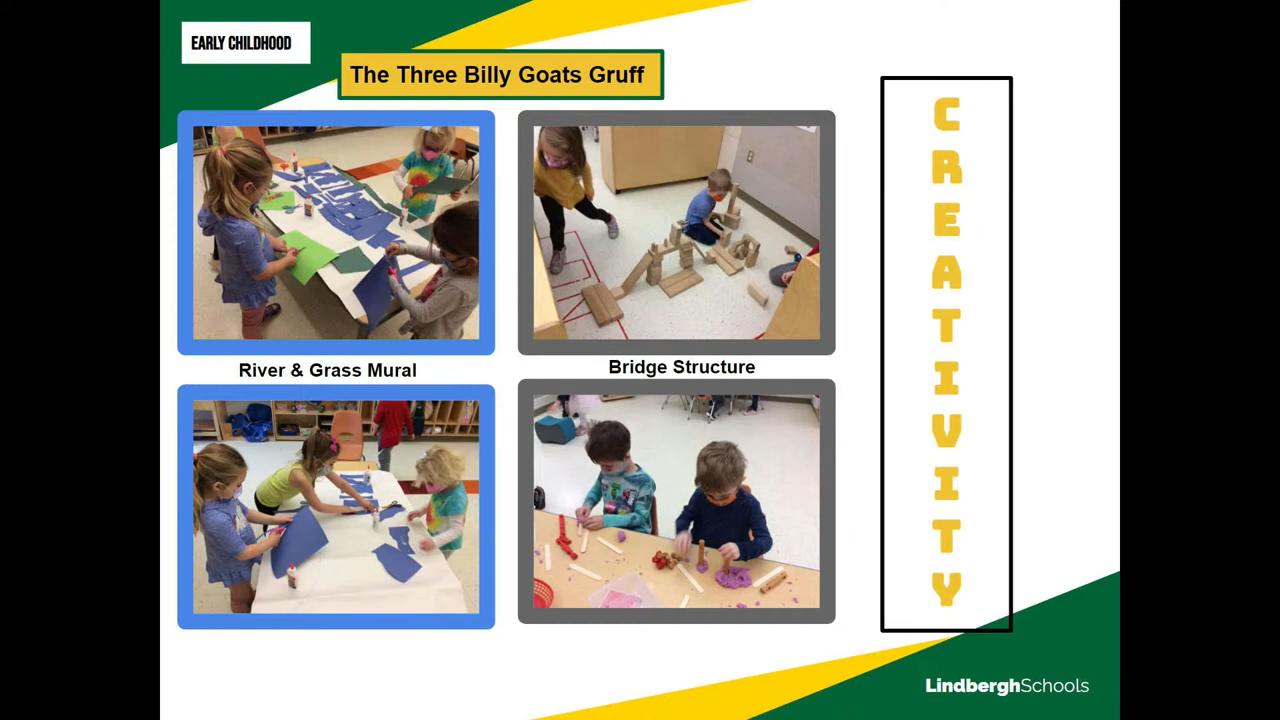 EARLY CHILDHOOD
The Three Billy Goats Gruff
River & Grass Mural
Bridge Structure
CREATIVITY
LindberghSchools